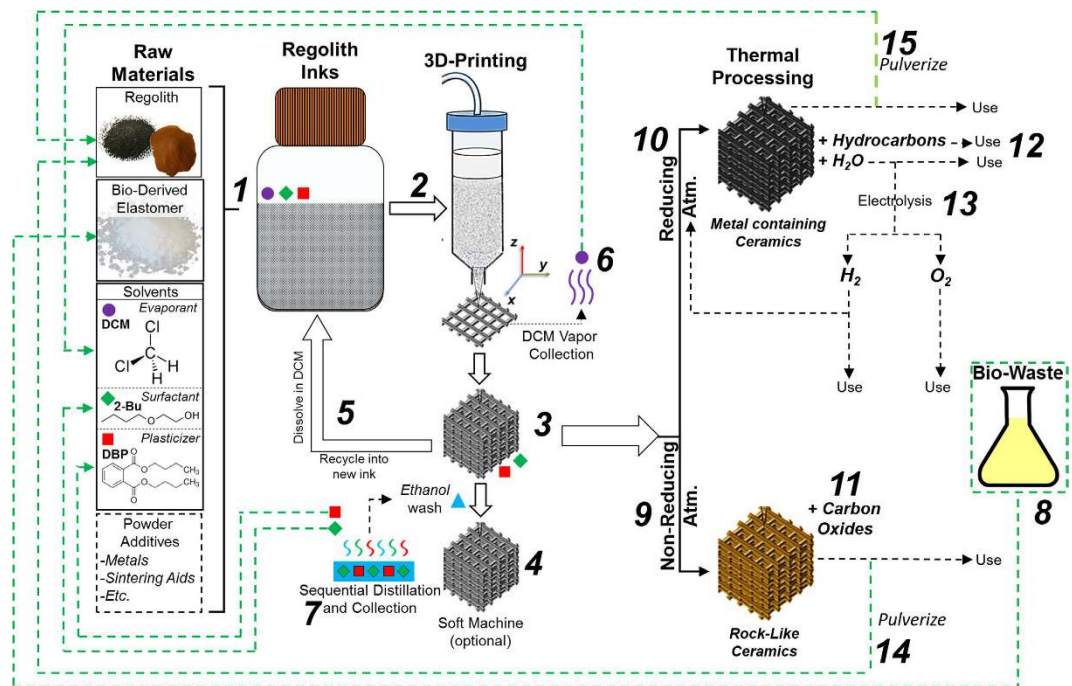 Raw
Materials
Regolith
Bio-Derived
Elastomer
Solvents
Evaporant
DCM
Cl
Cl
C
H
H
Surfactant
2-Bu
O
OH
Plasticizer
DBP
O
O
CH₃
O
CH₃
O
Powder
Additives
-Metals
-Sintering Aids
-Etc.
1
Regolith
Inks
2
3D-Printing
z
y
x
6
DCM Vapor
Collection
Dissolve in DCM
5
Recycle into
new ink
3
Ethanol
wash
4
Sequential Distillation
and Collection
7
Soft Machine
(optional)
Thermal
Processing
15
Pulverize
Use
10
Reducing
Atm.
+ Hydrocarbons
Use
12
+ H₂O
Use
Metal containing
Ceramics
Electrolysis
13
H₂
O₂
Use
Use
Bio-Waste
8
9
Non-Reducing
Atm.
11
+ Carbon
Oxides
Use
Rock-Like
Ceramics
Pulverize
14